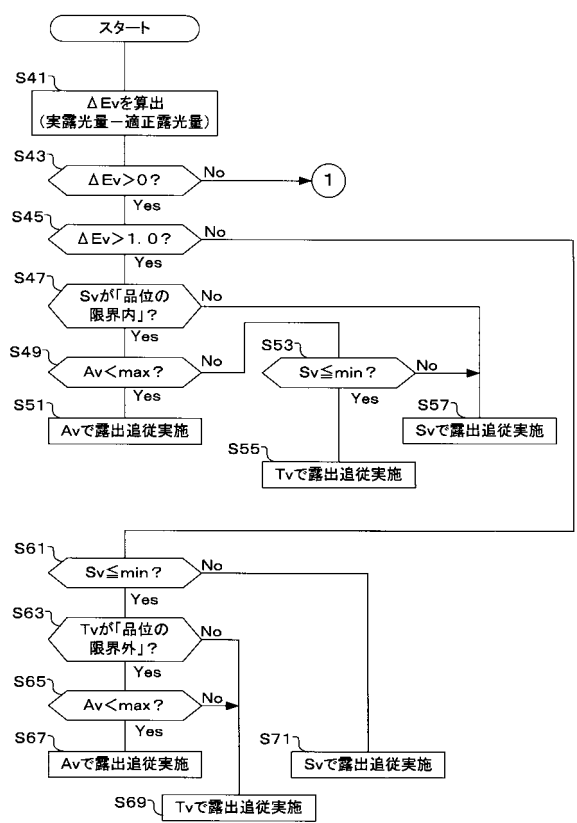 スタート
S41
ΔEvを算出
(実露光量－適正露光量)
S43
ΔEv>0?
No
1
Yes
S45
ΔEv>1.0?
No
Yes
S47
Svが「品位の
限界内」?
No
Yes
S49
Av<max?
No
Yes
S53
Sv≦min?
No
Yes
S51
Avで露出追従実施
S57
Svで露出追従実施
S55
Tvで露出追従実施
S61
Sv≦min?
No
Yes
S63
Tvが「品位の
限界外」?
No
Yes
S65
Av<max?
No
Yes
S67
Avで露出追従実施
S71
Svで露出追従実施
S69
Tvで露出追従実施